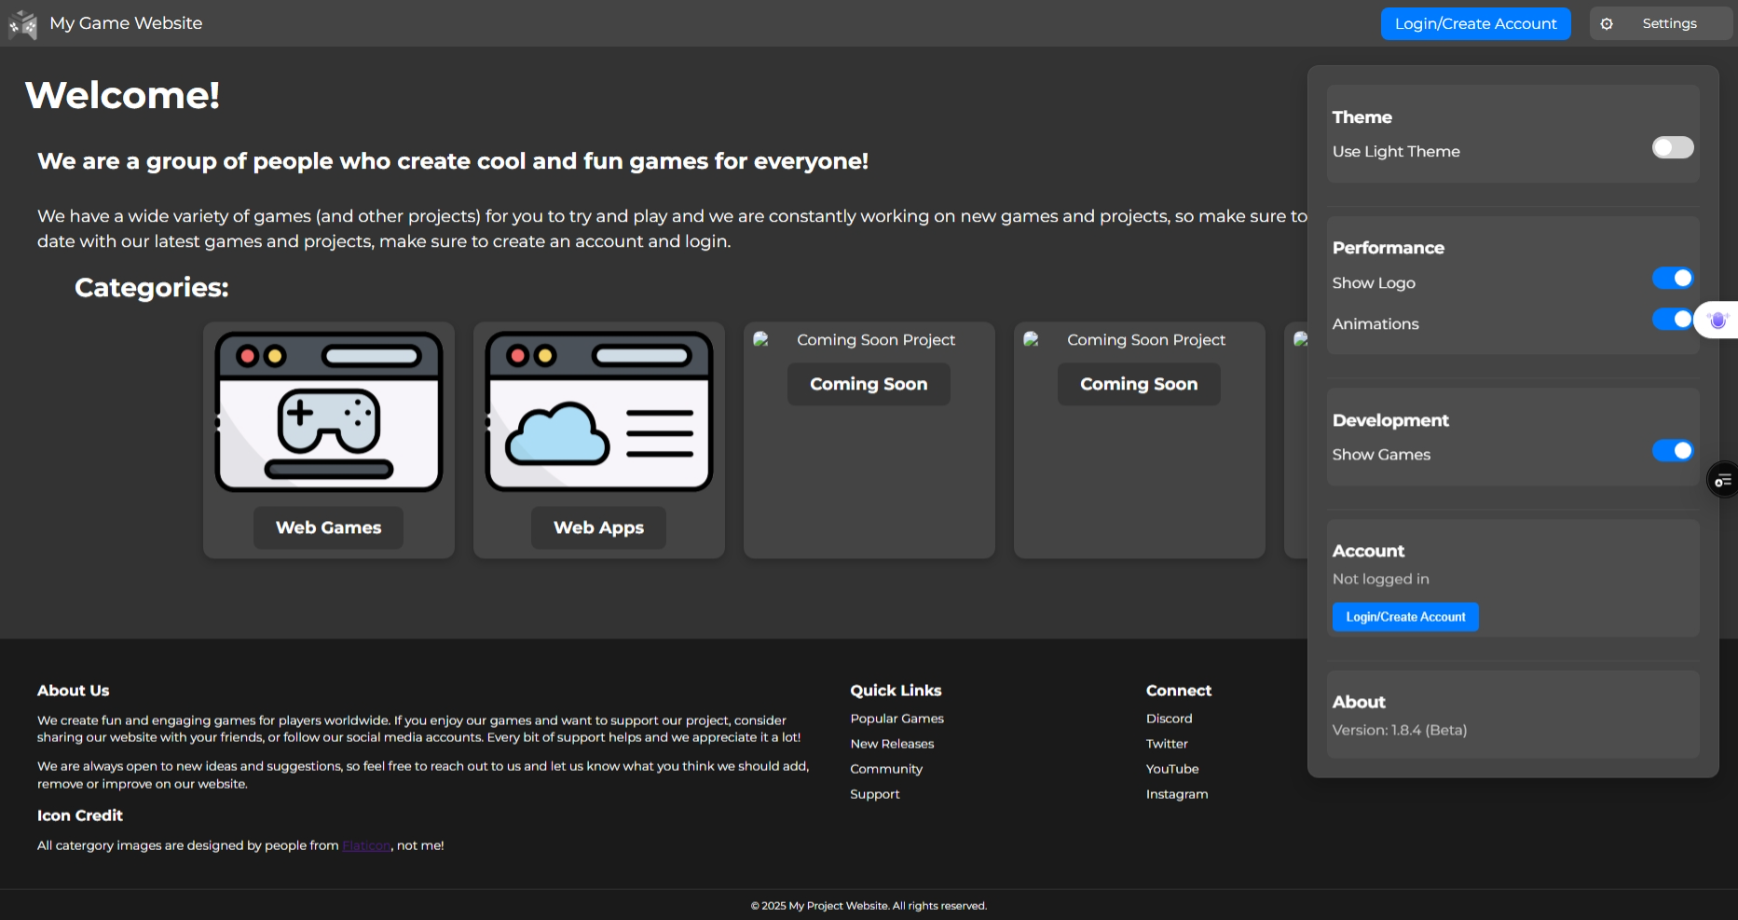 My Game Website
Login/Create Account
Settings
Welcome!
We are a group of people who create cool and fun games for everyone!
We have a wide variety of games (and other projects) for you to try and play and we are constantly working on new games and projects, so make sure to
date with our latest games and projects, make sure to create an account and login.
Categories:
Web Games
Web Apps
Coming Soon Project
Coming Soon
Coming Soon Project
Coming Soon
Theme
Use Light Theme
Performance
Show Logo
Animations
Development
Show Games
Account
Not logged in
Login/Create Account
About
Version: 1.8.4 (Beta)
About Us
We create fun and engaging games for players worldwide. If you enjoy our games and want to support our project, consider
sharing our website with your friends, or follow our social media accounts. Every bit of support helps and we appreciate it a lot!
We are always open to new ideas and suggestions, so feel free to reach out to us and let us know what you think we should add,
remove or improve on our website.
Icon Credit
All catergory images are designed by people from Flaticon, not me!
Quick Links
Popular Games
New Releases
Community
Support
Connect
Discord
Twitter
YouTube
Instagram
© 2025 My Project Website. All rights reserved.